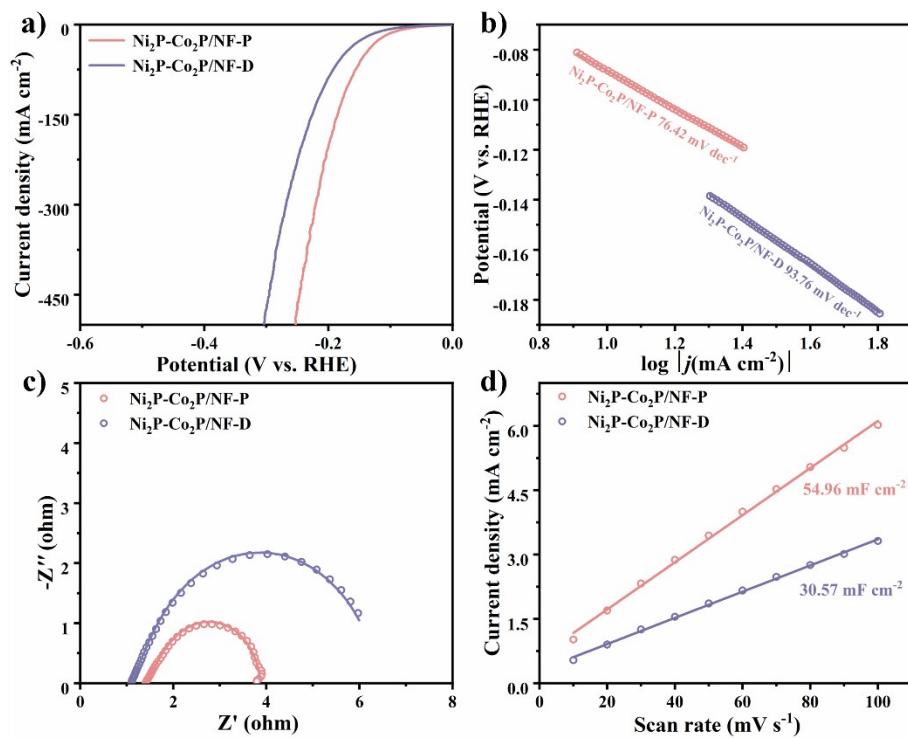 a)
Ni₂P-Co₂P/NF-P
Ni₂P-Co₂P/NF-D
Current density (mA cm⁻²)
0
-150
-300
-450
-0.6 -0.4 -0.2 0.0
Potential (V vs. RHE)
b)
Potential (V vs. RHE)
-0.08
-0.10
-0.12
-0.14
-0.16
-0.18
Ni₂P-Co₂P/NF-P 76.42 mV dec⁻¹
Ni₂P-Co₂P/NF-D 93.76 mV dec⁻¹
0.8 1.0 1.2 1.4 1.6 1.8
log |j(mA cm⁻²)|
c)
Ni₂P-Co₂P/NF-P
Ni₂P-Co₂P/NF-D
-Z'' (ohm)
5
4
3
2
1
0
0 2 4 6 8
Z' (ohm)
d)
Ni₂P-Co₂P/NF-P
Ni₂P-Co₂P/NF-D
Current density (mA cm⁻²)
6.0
4.5
3.0
1.5
0.0
54.96 mF cm⁻²
30.57 mF cm⁻²
0 20 40 60 80 100
Scan rate (mV s⁻¹)